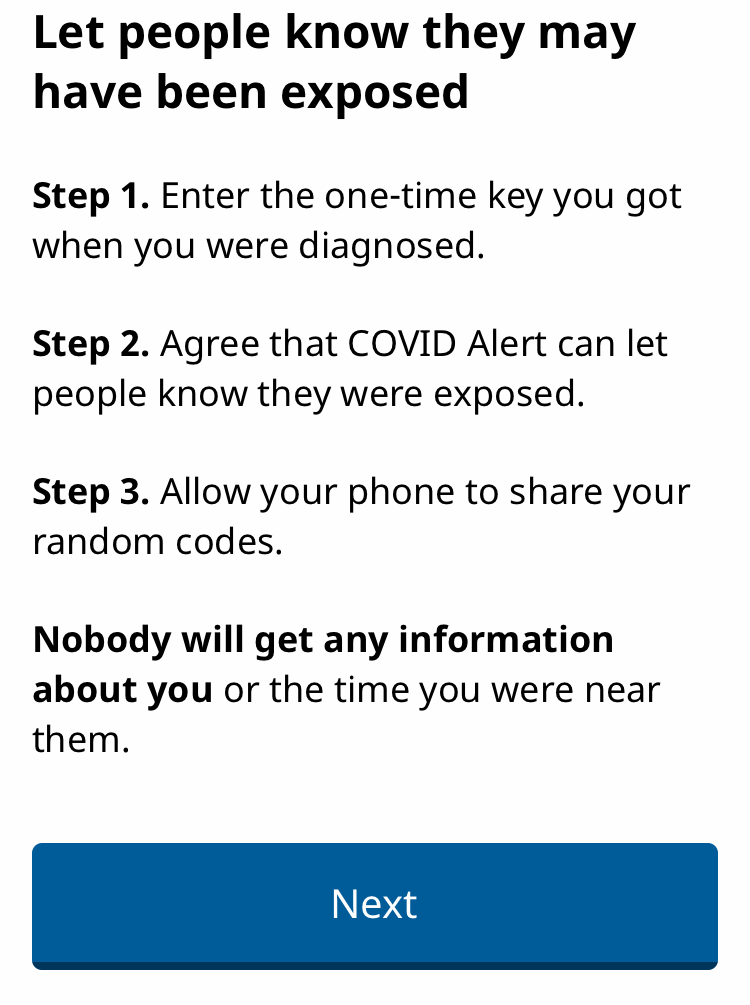 Let people know they may
have been exposed
Step 1. Enter the one-time key you got
when you were diagnosed.
Step 2. Agree that COVID Alert can let
people know they were exposed.
Step 3. Allow your phone to share your
random codes.
Nobody will get any information
about you or the time you were near
them.
Next